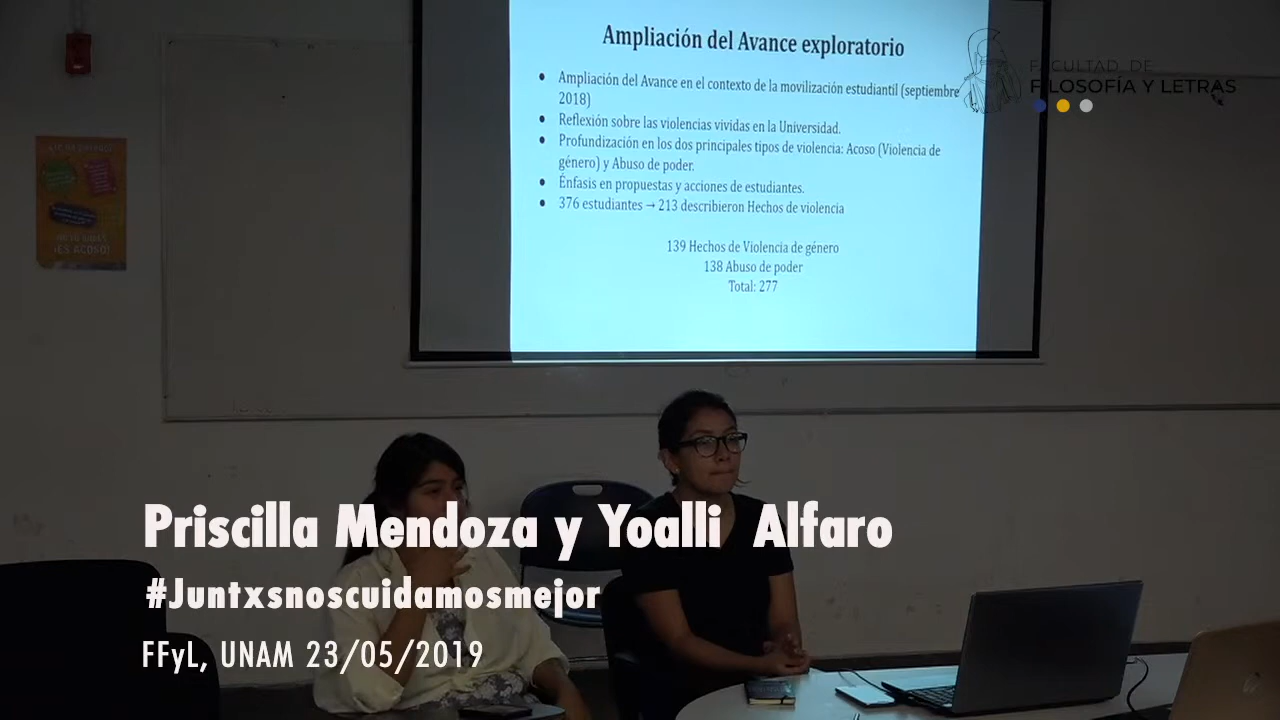 Ampliación del Avance exploratorio
FACULTAD DE
FILOSOFÍA Y LETRAS
• Ampliación del Avance en el contexto de la movilización estudiantil (septiembre
2018)
• Reflexión sobre las violencias vividas en la Universidad.
• Profundización en los dos principales tipos de violencia: Acoso (Violencia de
género) y Abuso de poder.
• Énfasis en propuestas y acciones de estudiantes.
• 376 estudiantes → 213 describieron Hechos de violencia
139 Hechos de Violencia de género
138 Abuso de poder
Total: 277
¡ES ACOSO!
Priscilla Mendoza y Yoalli Alfaro
#Juntxsnoscuidamosmejor
FFyL, UNAM 23/05/2019